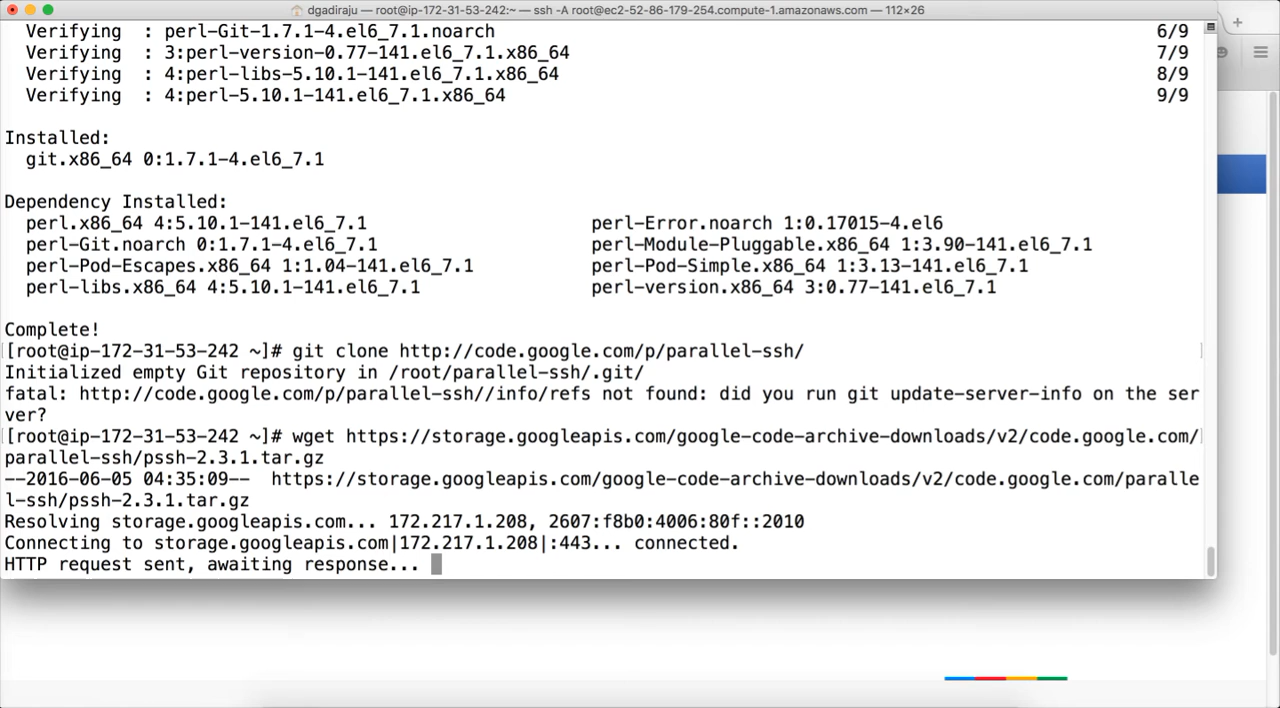 dgadiraju — root@ip-172-31-53-242:~ — ssh -A root@ec2-52-86-179-254.compute-1.amazonaws.com — 112×26
Verifying : perl-Git-1.7.1-4.el6_7.1.noarch 6/9
Verifying : 3:perl-version-0.77-141.el6_7.1.x86_64 7/9
Verifying : 4:perl-libs-5.10.1-141.el6_7.1.x86_64 8/9
Verifying : 4:perl-5.10.1-141.el6_7.1.x86_64 9/9
Installed:
git.x86_64 0:1.7.1-4.el6_7.1
Dependency Installed:
perl.x86_64 4:5.10.1-141.el6_7.1 perl-Error.noarch 1:0.17015-4.el6
perl-Git.noarch 0:1.7.1-4.el6_7.1 perl-Module-Pluggable.x86_64 1:3.90-141.el6_7.1
perl-Pod-Escapes.x86_64 1:1.04-141.el6_7.1 perl-Pod-Simple.x86_64 1:3.13-141.el6_7.1
perl-libs.x86_64 4:5.10.1-141.el6_7.1 perl-version.x86_64 3:0.77-141.el6_7.1
Complete!
[root@ip-172-31-53-242 ~]# git clone http://code.google.com/p/parallel-ssh/
Initialized empty Git repository in /root/parallel-ssh/.git/
fatal: http://code.google.com/p/parallel-ssh//info/refs not found: did you run git update-server-info on the ser
ver?
[root@ip-172-31-53-242 ~]# wget https://storage.googleapis.com/google-code-archive-downloads/v2/code.google.com/
parallel-ssh/pssh-2.3.1.tar.gz
--2016-06-05 04:35:09-- https://storage.googleapis.com/google-code-archive-downloads/v2/code.google.com/paralle
l-ssh/pssh-2.3.1.tar.gz
Resolving storage.googleapis.com... 172.217.1.208, 2607:f8b0:4006:80f::2010
Connecting to storage.googleapis.com|172.217.1.208|:443... connected.
HTTP request sent, awaiting response...